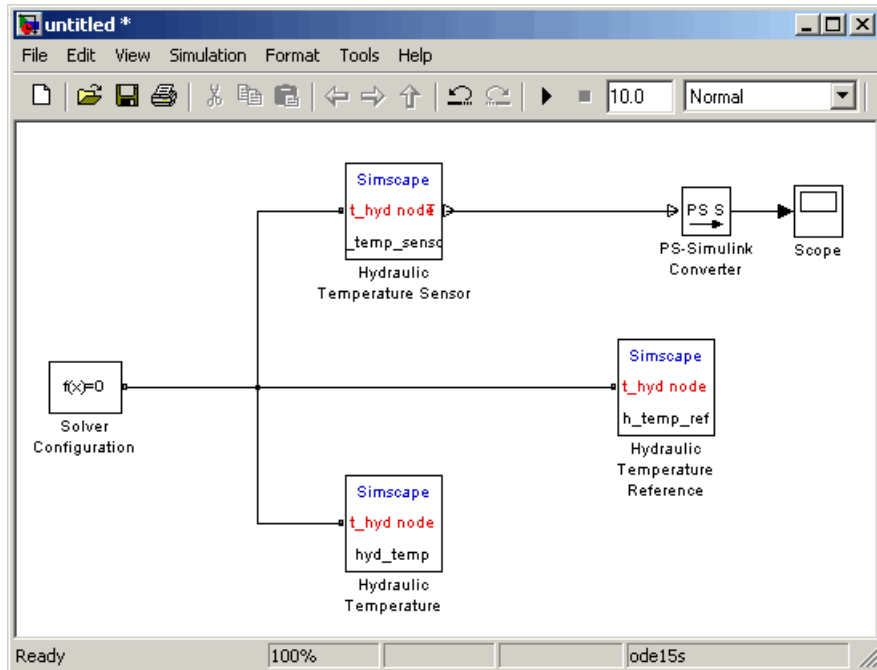 untitled *
File Edit View Simulation Format Tools Help
10.0 Normal
Simscape
t_hyd node T
_temp_senso
Hydraulic
Temperature Sensor
PS S
PS-Simulink
Converter
Scope
f(x)=0
Solver
Configuration
Simscape
t_hyd node
h_temp_ref
Hydraulic
Temperature
Reference
Simscape
t_hyd node
hyd_temp
Hydraulic
Temperature
Ready 100% ode15s